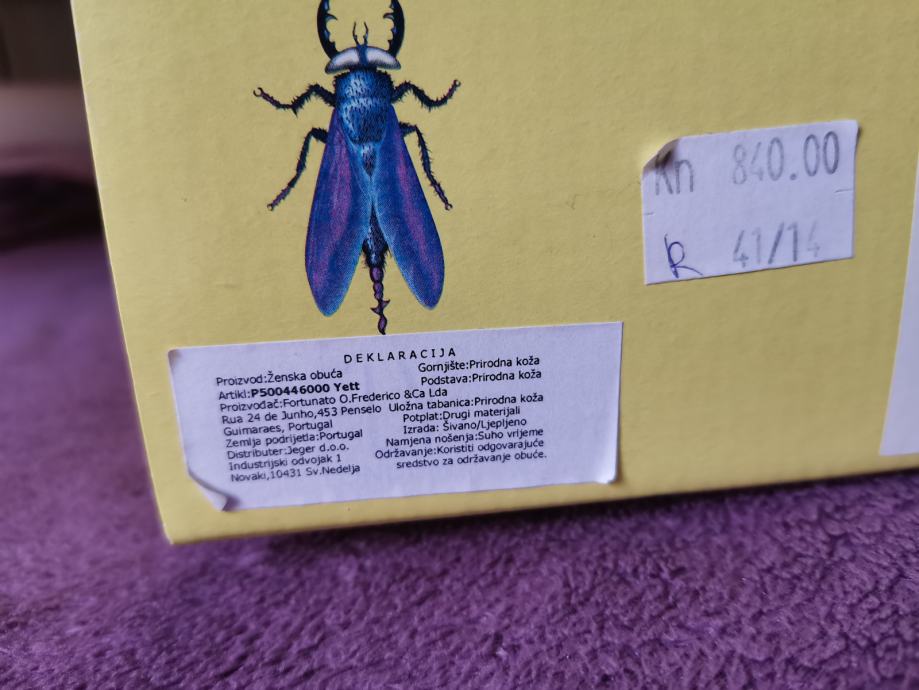 DEKLARACIJA
Proizvod:Ženska obuća
Artikl:P500446000 Yett
Proizvođač:Fortunato O.Frederico &Ca Lda
Rua 24 de Junho,453 Penselo
Guimaraes, Portugal
Zemlja podrijetla:Portugal
Distributer:Jeger d.o.o.
Industrijski odvojak 1
Novaki,10431 Sv.Nedelja
Gornjište:Prirodna koža
Podstava:Prirodna koža
Uložna tabanica:Prirodna koža
Potplat:Drugi materijali
Izrada: Šivano/Ljepljeno
Namjena nošenja:Suho vrijeme
Održavanje:Koristiti odgovarajuće
sredstvo za održavanje obuće.
Kn 840.00
R 41/14